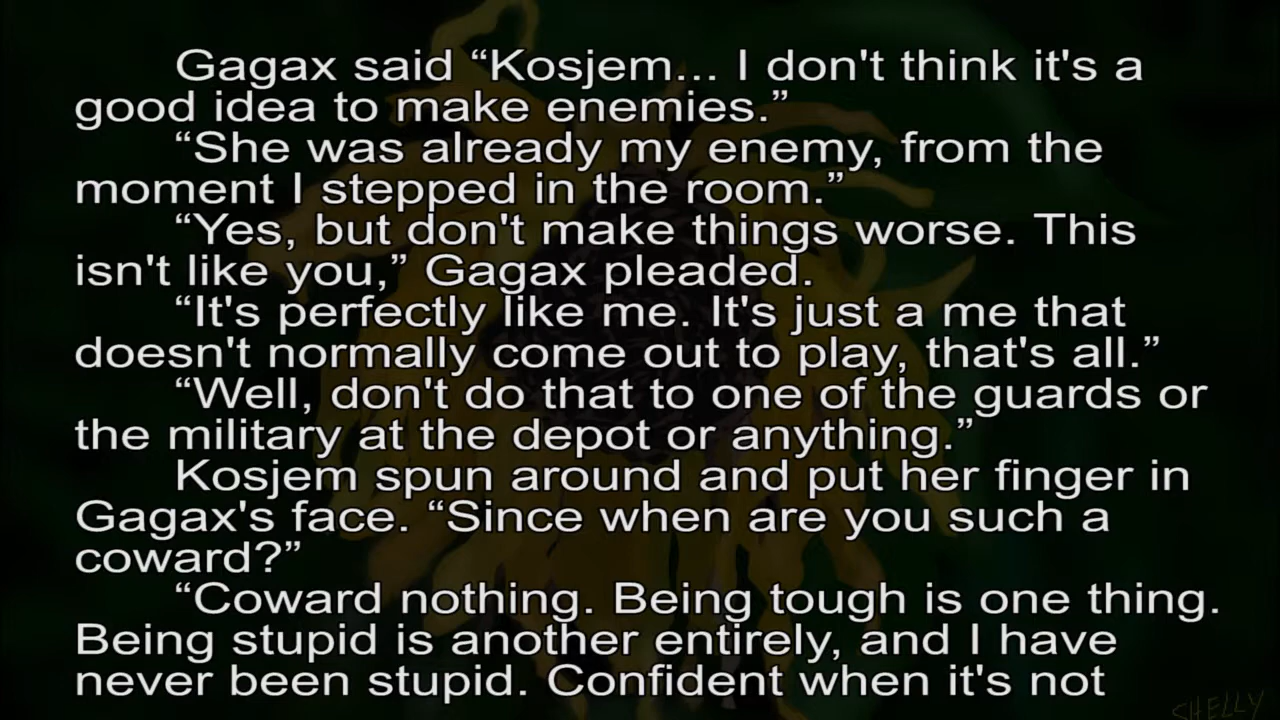 Gagax said “Kosjem... I don't think it's a
good idea to make enemies.”
“She was already my enemy, from the
moment I stepped in the room.”
“Yes, but don't make things worse. This
isn't like you,” Gagax pleaded.
“It's perfectly like me. It's just a me that
doesn't normally come out to play, that's all.”
“Well, don't do that to one of the guards or
the military at the depot or anything.”
Kosjem spun around and put her finger in
Gagax's face. “Since when are you such a
coward?”
“Coward nothing. Being tough is one thing.
Being stupid is another entirely, and I have
never been stupid. Confident when it's not
SHELLY